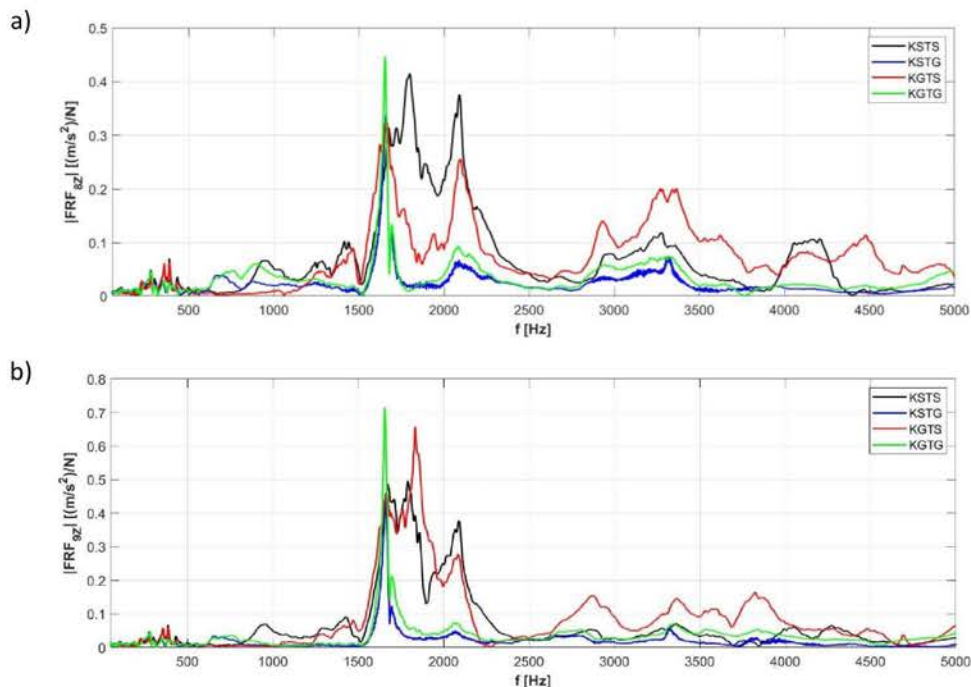 a)
|FRF8Z| [(m/s²)/N]
0.5
0.4
0.3
0.2
0.1
0
KSTS
KSTG
KGTS
KGTG
500 1000 1500 2000 2500 3000 3500 4000 4500 5000
f [Hz]
b)
|FRF9Z| [(m/s²)/N]
0.8
0.7
0.6
0.5
0.4
0.3
0.2
0.1
0
KSTS
KSTG
KGTS
KGTG
500 1000 1500 2000 2500 3000 3500 4000 4500 5000
f [Hz]